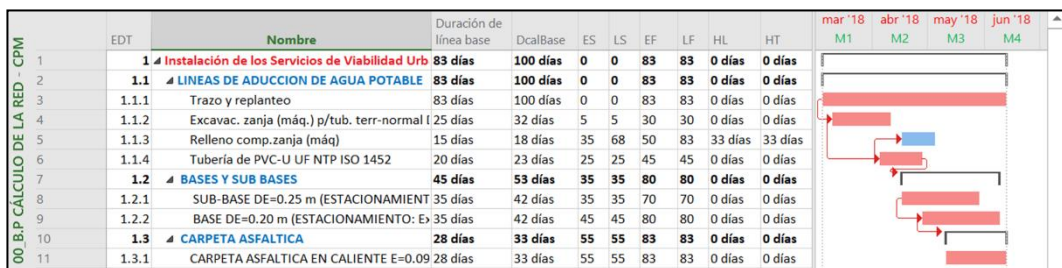 00_B.P CÁLCULO DE LA RED - CPM
EDT Nombre Duración de línea base DcalBase ES LS EF LF HL HT mar '18 abr '18 may '18 jun '18
M1 M2 M3 M4
1 1 Instalación de los Servicios de Viabilidad Urb 83 días 100 días 0 0 83 83 0 días 0 días
2 1.1 LINEAS DE ADUCCION DE AGUA POTABLE 83 días 100 días 0 0 83 83 0 días 0 días
3 1.1.1 Trazo y replanteo 83 días 100 días 0 0 83 83 0 días 0 días
4 1.1.2 Excavac. zanja (máq.) p/tub. terr-normal 25 días 32 días 5 5 30 30 0 días 0 días
5 1.1.3 Relleno comp.zanja (máq) 15 días 18 días 35 68 50 83 33 días 33 días
6 1.1.4 Tubería de PVC-U UF NTP ISO 1452 20 días 23 días 25 25 45 45 0 días 0 días
7 1.2 BASES Y SUB BASES 45 días 53 días 35 35 80 80 0 días 0 días
8 1.2.1 SUB-BASE DE=0.25 m (ESTACIONAMIENT 35 días 42 días 35 35 70 70 0 días 0 días
9 1.2.2 BASE DE=0.20 m (ESTACIONAMIENTO: Ex 35 días 42 días 45 45 80 80 0 días 0 días
10 1.3 CARPETA ASFALTICA 28 días 33 días 55 55 83 83 0 días 0 días
11 1.3.1 CARPETA ASFALTICA EN CALIENTE E=0.09 28 días 33 días 55 55 83 83 0 días 0 días